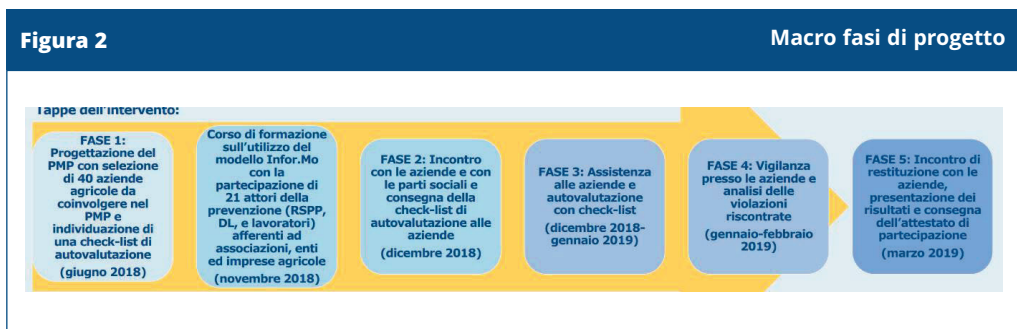 Figura 2
Macro fasi di progetto
Tappe dell'intervento:
FASE 1:
Progettazione del
PMP con selezione
di 40 aziende
agricole da
coinvolgere nel
PMP e
individuazione di
una check-list di
autovalutazione
(giugno 2018)
Corso di formazione
sull'utilizzo del
modello Infor.Mo
con la
partecipazione di
21 attori della
prevenzione (RSPP,
DL, e lavoratori)
afferenti ad
associazioni, enti
ed imprese agricole
(novembre 2018)
FASE 2: Incontro
con le aziende e con
le parti sociali e
consegna della
check-list di
autovalutazione alle
aziende
(dicembre 2018)
FASE 3: Assistenza
alle aziende e
autovalutazione
con check-list
(dicembre 2018-
gennaio 2019)
FASE 4: Vigilanza
presso le aziende e
analisi delle
violazioni
riscontrate
(gennaio-febbraio
2019)
FASE 5: Incontro di
restituzione con le
aziende,
presentazione dei
risultati e consegna
dell'attestato di
partecipazione
(marzo 2019)